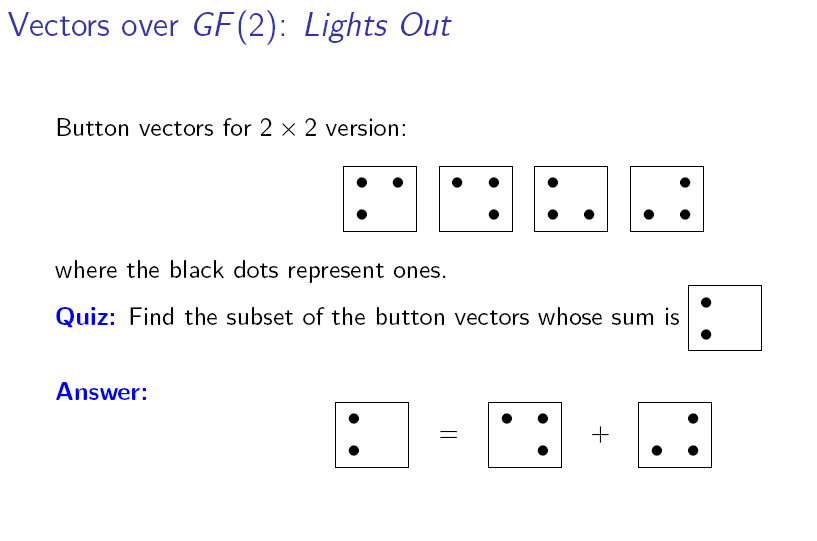 Vectors over GF(2): Lights Out
Button vectors for 2 × 2 version:
where the black dots represent ones.
Quiz: Find the subset of the button vectors whose sum is
Answer:
= +